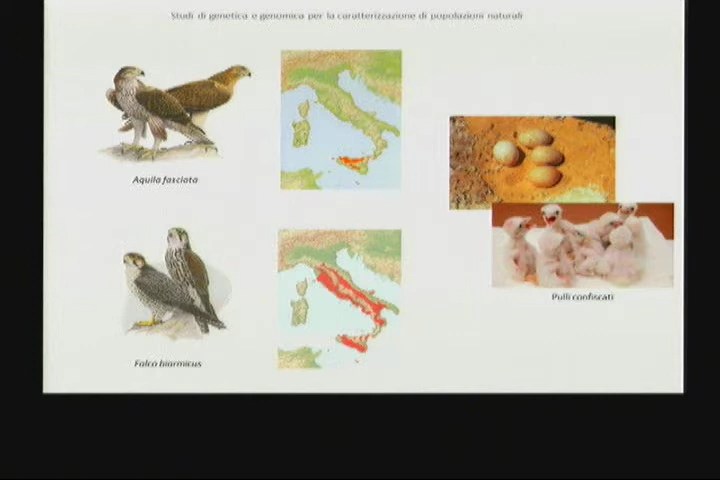 Studi di genetica e genomica per la caratterizzazione di popolazioni naturali
Aquila fasciata
Pulli confiscati
Falco biarmicus